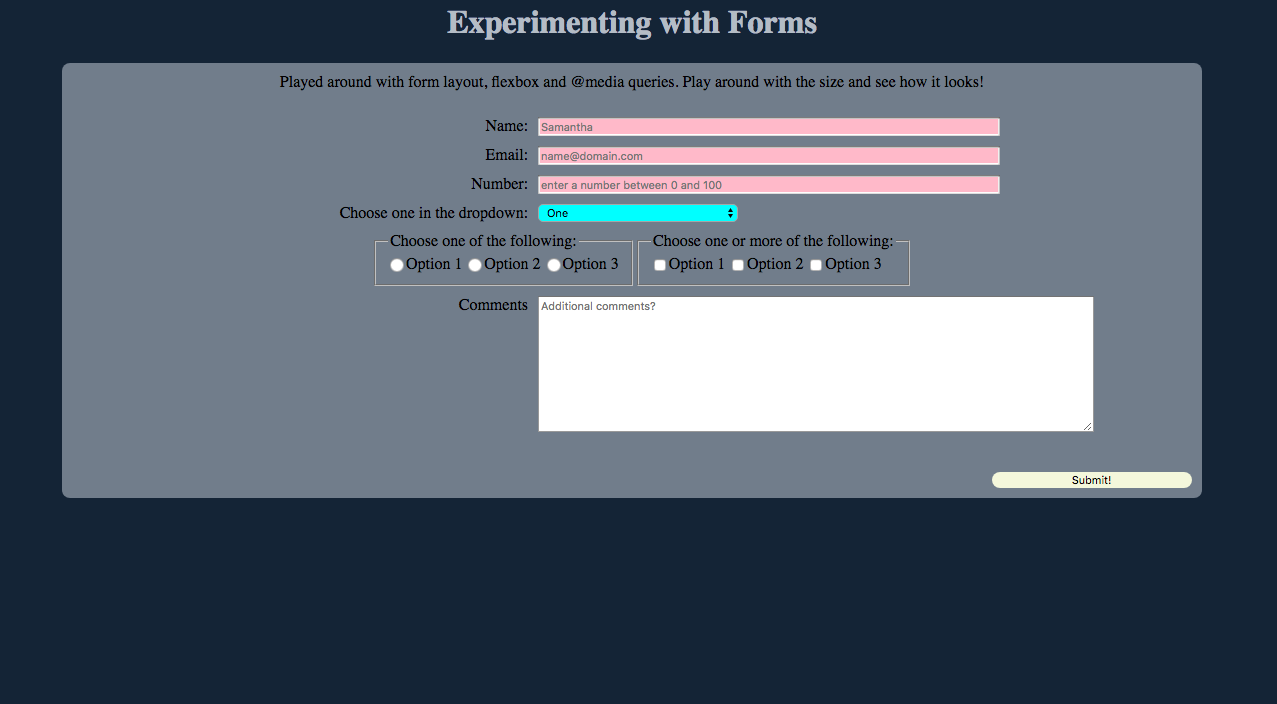 Experimenting with Forms
Played around with form layout, flexbox and @media queries. Play around with the size and see how it looks!
Name: Samantha
Email: name@domain.com
Number: enter a number between 0 and 100
Choose one in the dropdown: One
Choose one of the following: Choose one or more of the following:
Option 1 Option 2 Option 3 Option 1 Option 2 Option 3
Comments Additional comments?
Submit!